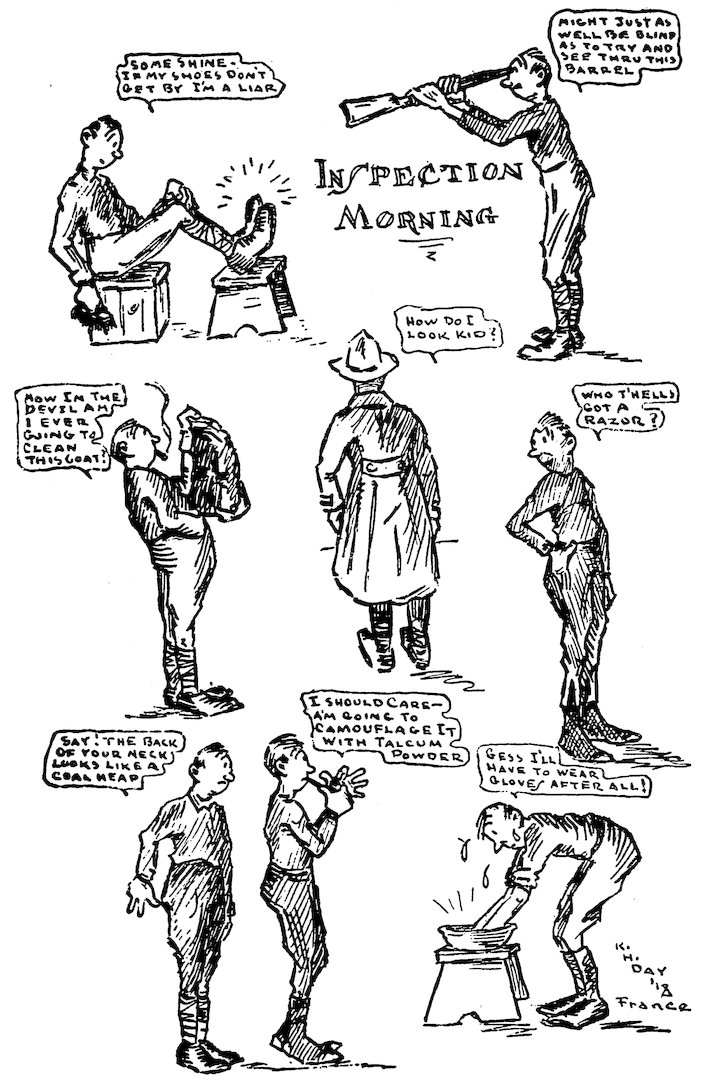 SOME SHINE -
IF MY SHOES DON'T
GET BY I'M A LIAR
MIGHT JUST AS
WELL BE BLIND
AS TO TRY AND
SEE THRU THIS
BARREL
INSPECTION
MORNING
HOW DO I
LOOK KID?
HOW IN THE
DEVIL AM
I EVER
GOING TO
CLEAN
THIS COAT?
WHO T'HELL'S
GOT A
RAZOR?
SAY! THE BACK
OF YOUR NECK
LOOKS LIKE A
COAL HEAP
I SHOULD CARE—
AM GOING TO
CAMOUFLAGE IT
WITH TALCUM
POWDER
GESS I'LL
HAVE TO WEAR
GLOVES AFTER ALL!
K.
H.
DAY
'18
FRANCE